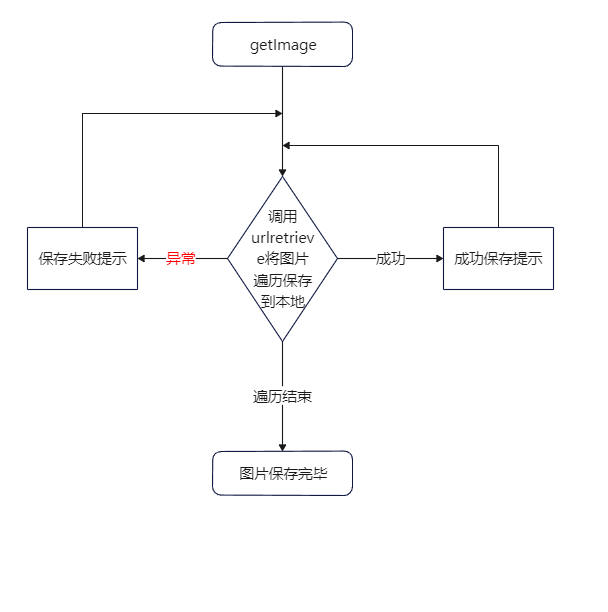 getImage
调用
urlretriev
e将图片
遍历保存
到本地
保存失败提示
异常
成功
成功保存提示
遍历结束
图片保存完毕